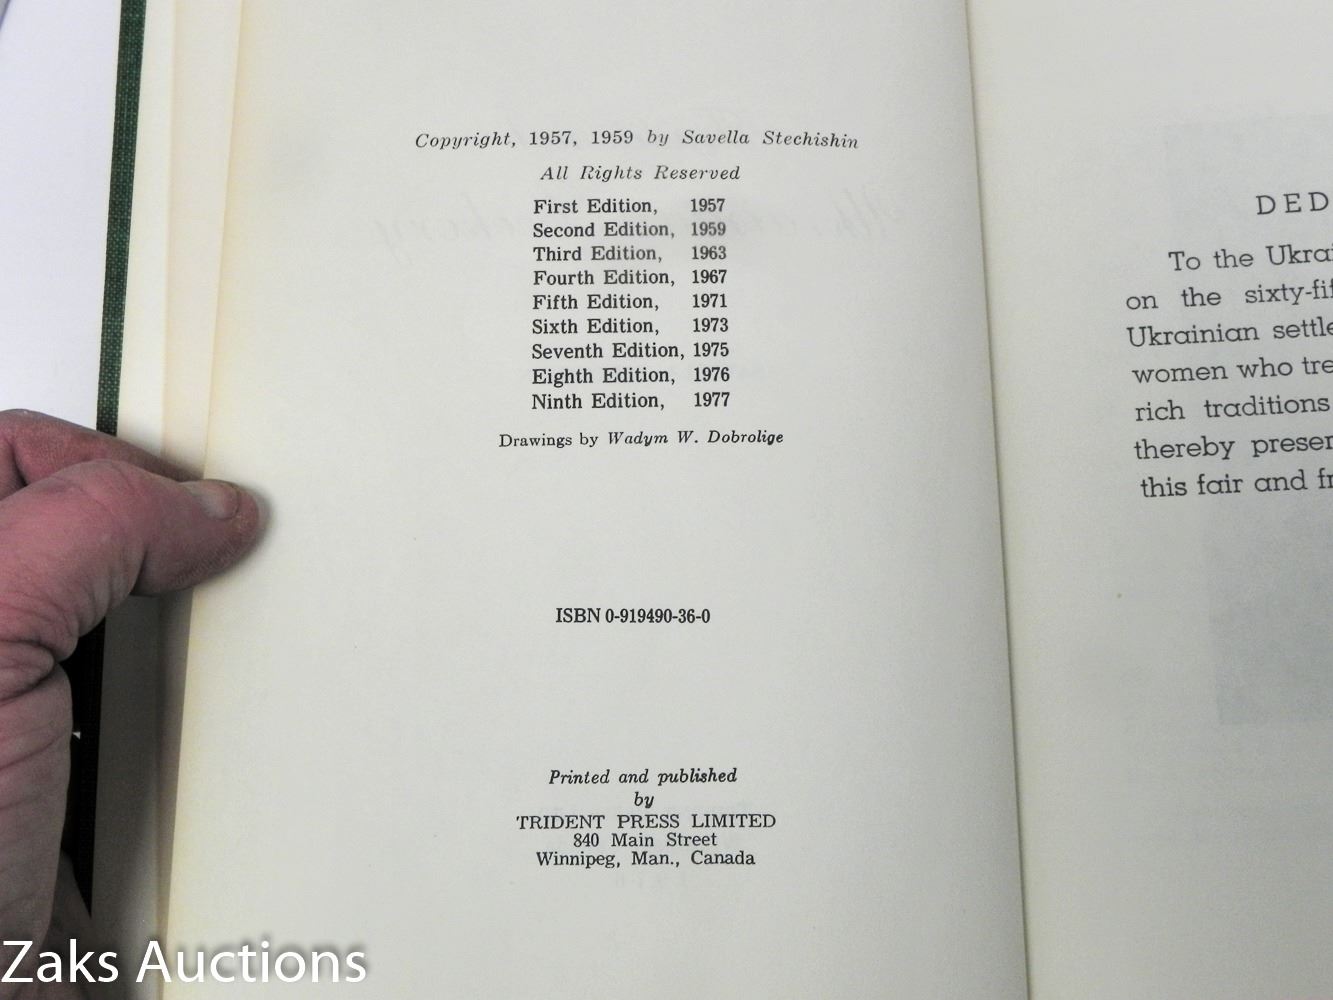 Copyright, 1957, 1959 by Savella Stechishin
All Rights Reserved
First Edition, 1957
Second Edition, 1959
Third Edition, 1963
Fourth Edition, 1967
Fifth Edition, 1971
Sixth Edition, 1973
Seventh Edition, 1975
Eighth Edition, 1976
Ninth Edition, 1977
Drawings by Wadym W. Dobrolige
ISBN 0-919490-36-0
Printed and published
by
TRIDENT PRESS LIMITED
840 Main Street
Winnipeg, Man., Canada
DED
To the Ukrai
on the sixty-fif
Ukrainian settle
women who tre
rich traditions
thereby preser
this fair and fr
Zaks Auctions